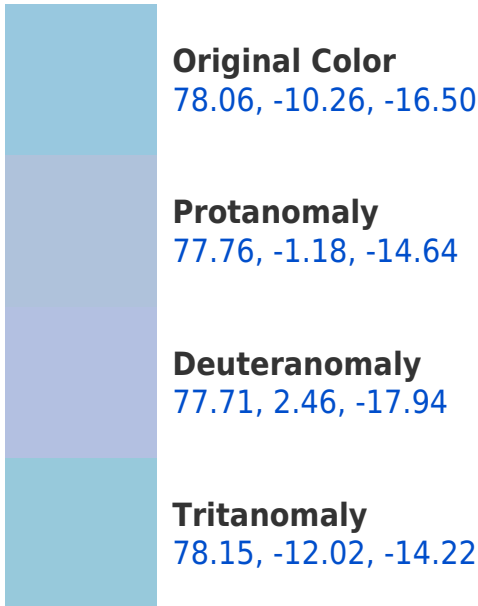 Original Color
78.06, -10.26, -16.50
Protanomaly
77.76, -1.18, -14.64
Deuteranomaly
77.71, 2.46, -17.94
Tritanomaly
78.15, -12.02, -14.22